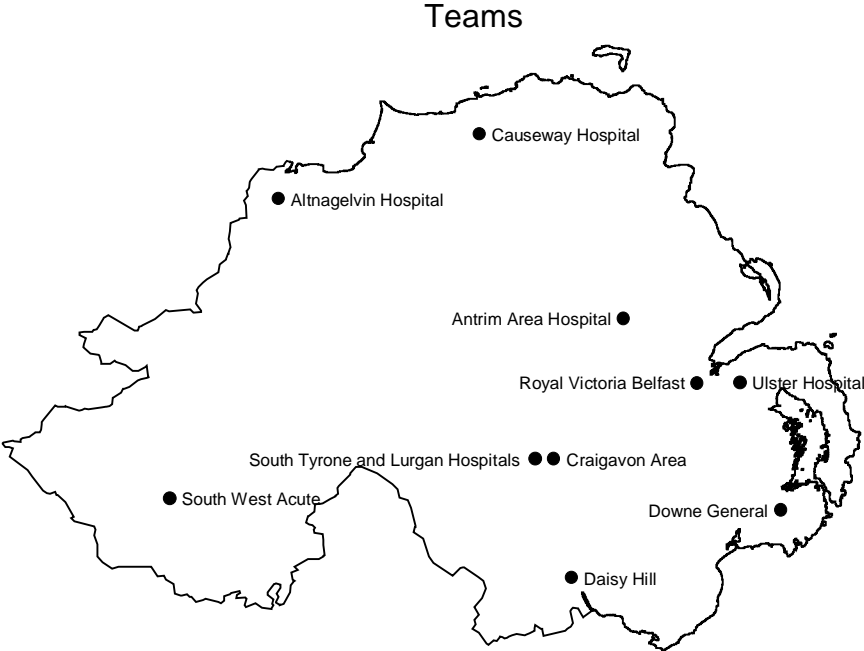 Teams
Causeway Hospital
Altnagelvin Hospital
Antrim Area Hospital
Royal Victoria Belfast
Ulster Hospital
South Tyrone and Lurgan Hospitals
Craigavon Area
South West Acute
Downe General
Daisy Hill